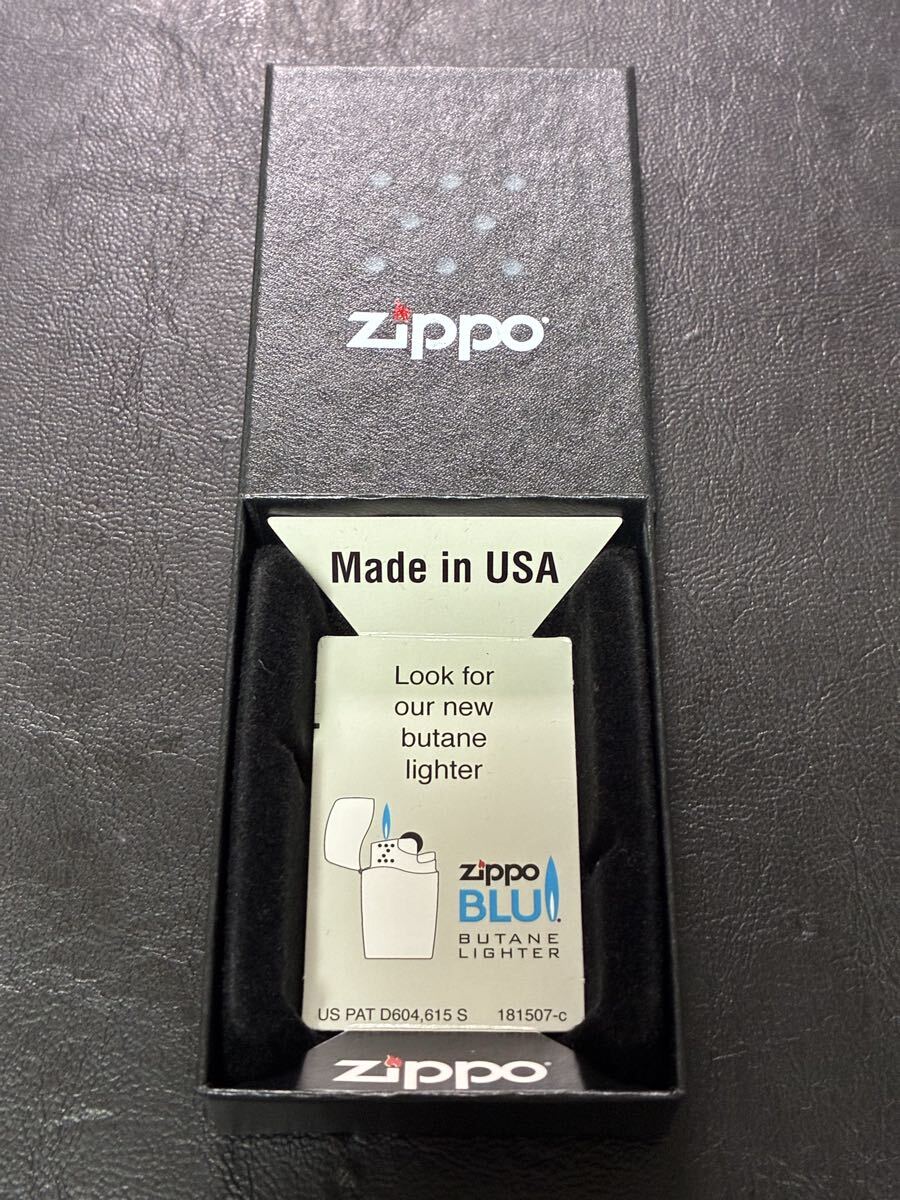 Zippo
Made in USA
Look for
our new
butane
lighter
Zippo
BLU
BUTANE
LIGHTER
US PAT D604,615 S 181507-c
Zippo